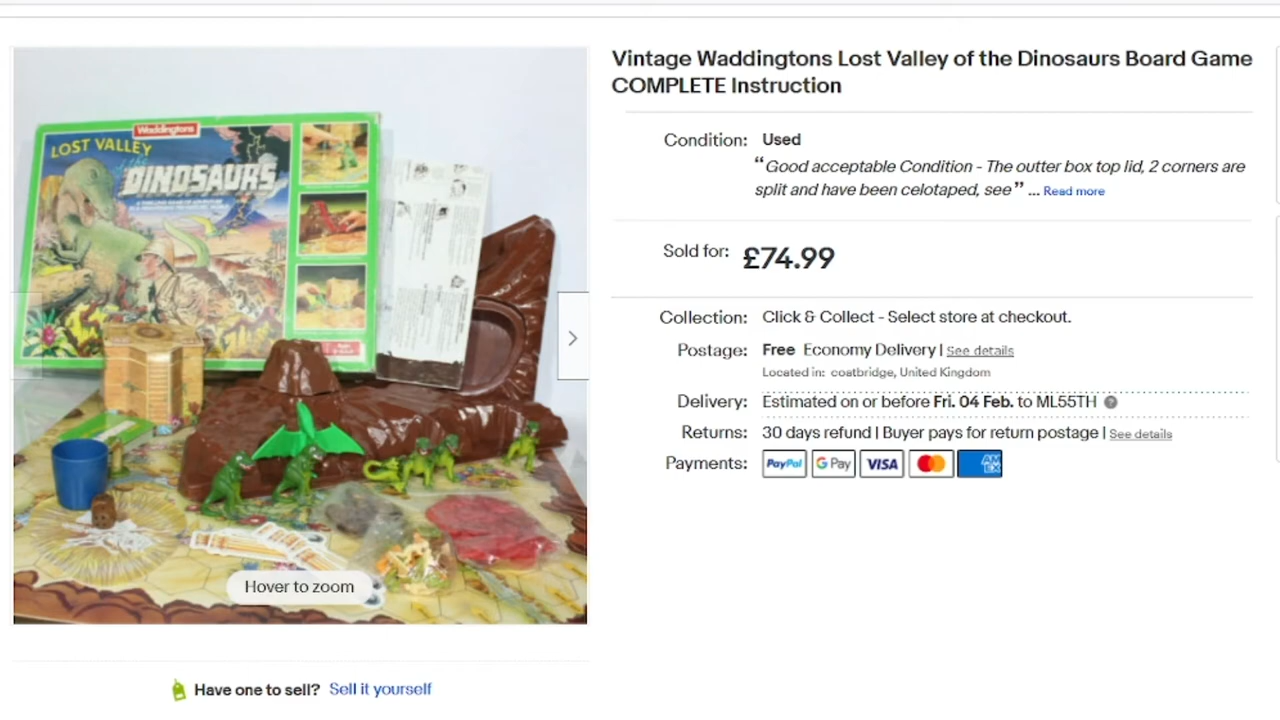 Vintage Waddingtons Lost Valley of the Dinosaurs Board Game
COMPLETE Instruction
Waddingtons
LOST VALLEY
of the
DINOSAURS
Condition: Used
“Good acceptable Condition - The outter box top lid, 2 corners are
split and have been celotaped, see” ... Read more
Sold for: £74.99
Collection: Click & Collect - Select store at checkout.
Postage: Free Economy Delivery | See details
Located in: coatbridge, United Kingdom
Delivery: Estimated on or before Fri. 04 Feb. to ML55TH
Returns: 30 days refund | Buyer pays for return postage | See details
Payments: PayPal G Pay VISA AM EX
Hover to zoom
Have one to sell? Sell it yourself